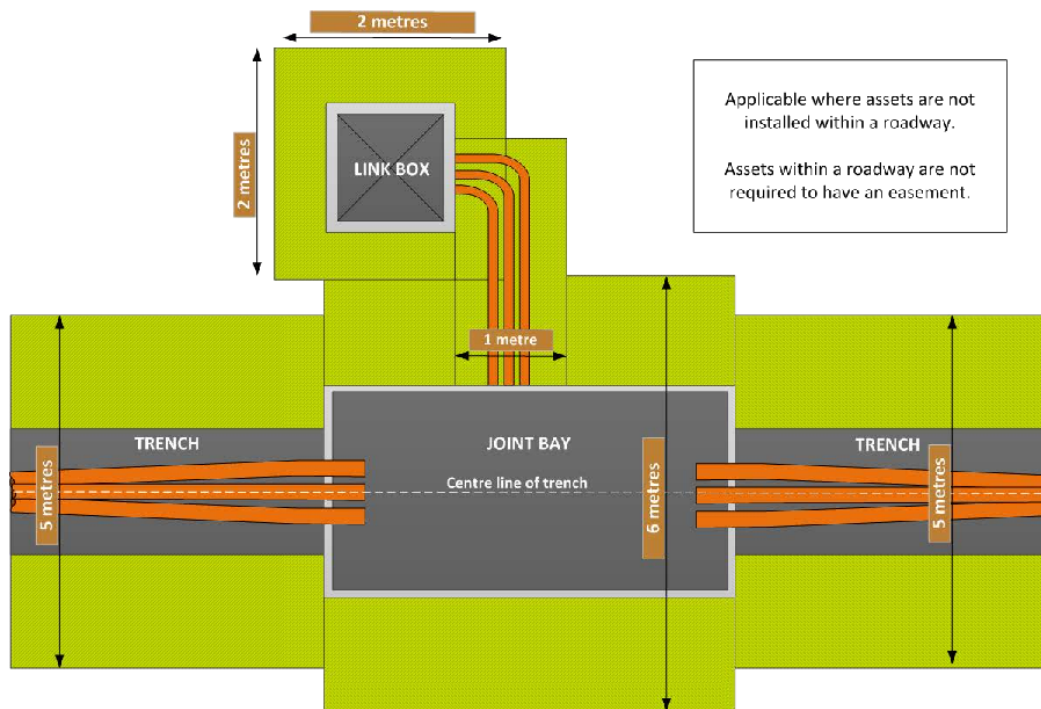 2 metres
Applicable where assets are not
installed within a roadway.
Assets within a roadway are not
required to have an easement.
2 metres
LINK BOX
1 metre
TRENCH
JOINT BAY
TRENCH
Centre line of trench
5 metres
6 metres
5 metres